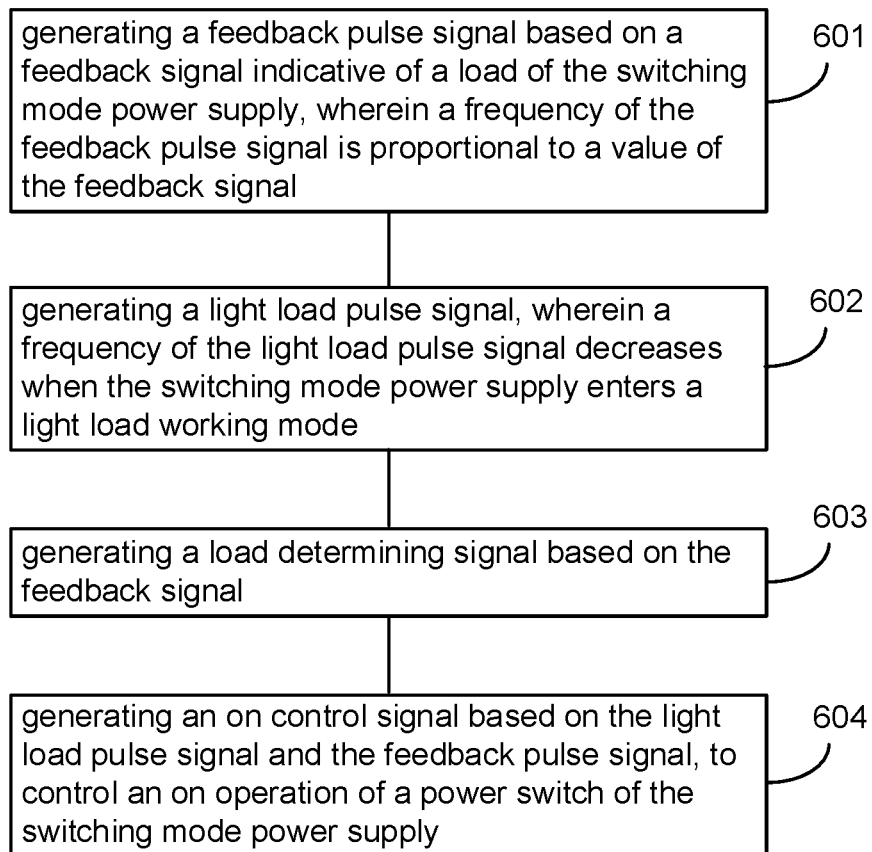 generating a feedback pulse signal based on a
feedback signal indicative of a load of the switching
mode power supply, wherein a frequency of the
feedback pulse signal is proportional to a value of
the feedback signal
601
generating a light load pulse signal, wherein a
frequency of the light load pulse signal decreases
when the switching mode power supply enters a
light load working mode
602
generating a load determining signal based on the
feedback signal
603
generating an on control signal based on the light
load pulse signal and the feedback pulse signal, to
control an on operation of a power switch of the
switching mode power supply
604